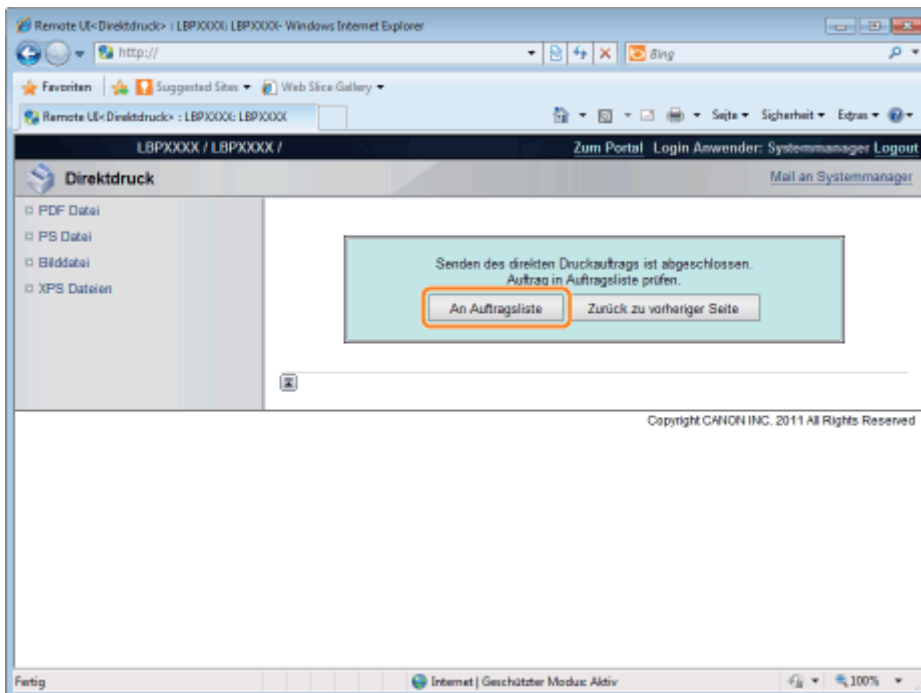 Remote UI<Direktdruck> : LBPXXXX: LBPXXXX- Windows Internet Explorer
http://
Bing
Favoriten Suggested Sites Web Slice Gallery
Remote UI<Direktdruck> : LBPXXXX: LBPXXXX
Seite Sicherheit Extras
LBPXXXX / LBPXXXX /
Zum Portal Login Anwender: Systemmanager Logout
Direktdruck
Mail an Systemmanager
PDF Datei
PS Datei
Bilddatei
XPS Dateien
Senden des direkten Druckauftrags ist abgeschlossen.
Auftrag in Auftragsliste prüfen.
An Auftragsliste Zurück zu vorheriger Seite
Copyright CANON INC. 2011 All Rights Reserved
Fertig
Internet | Geschützter Modus: Aktiv
100%